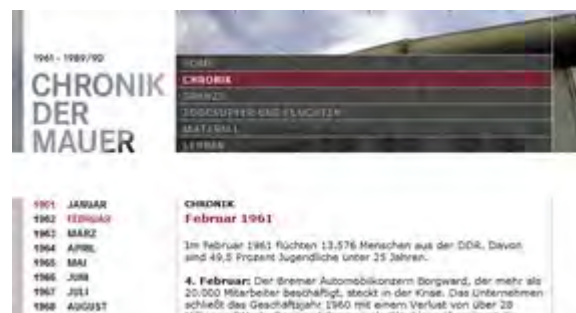 1961 - 1989/90
CHRONIK
DER
MAUER
HOME
CHRONIK
GRENZE
TODESOPFER UND FLUCHTEN
MATERIAL
LERNEN
1961 JANUAR
1962 FEBRUAR
1963 MÄRZ
1964 APRIL
1965 MAI
1966 JUNI
1967 JULI
1968 AUGUST
CHRONIK
Februar 1961
Im Februar 1961 flüchten 13.576 Menschen aus der DDR. Davon
sind 49,5 Prozent Jugendliche unter 25 Jahren.
4. Februar: Der Bremer Automobilkonzern Borgward, der mehr als
20.000 Mitarbeiter beschäftigt, steckt in der Krise. Das Unternehmen
schließt das Geschäftsjahr 1960 mit einem Verlust von über 28